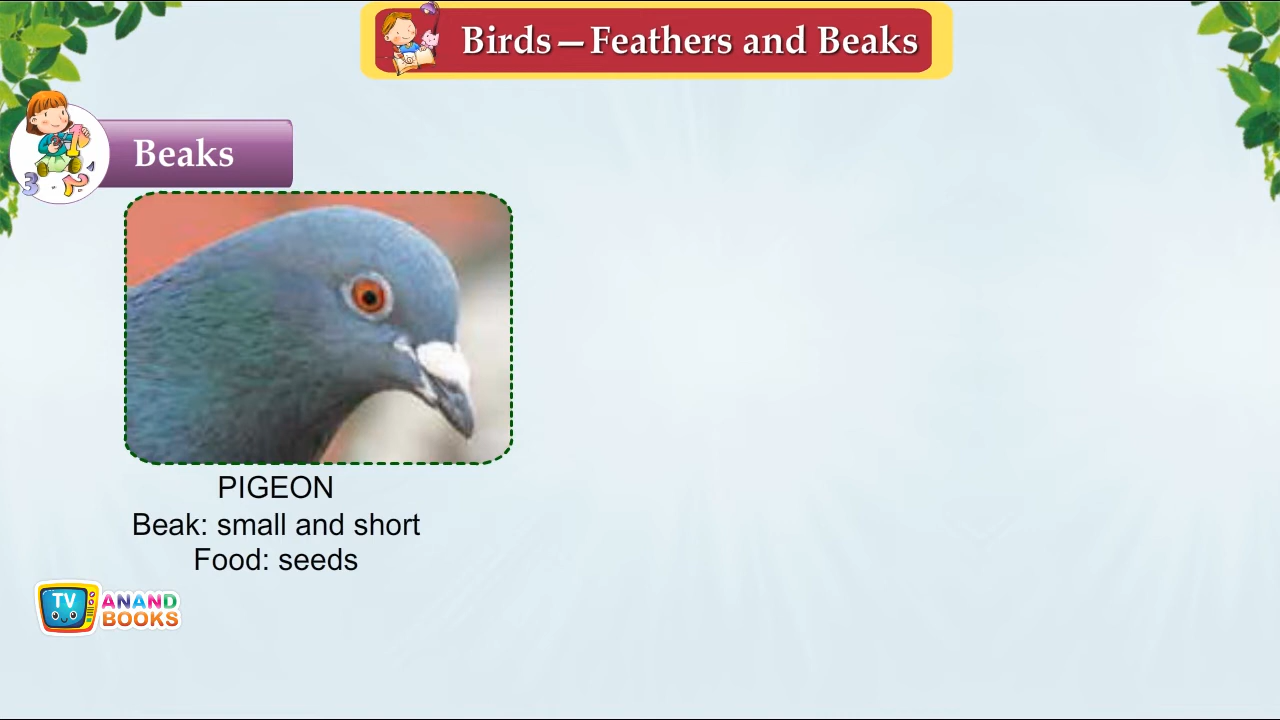 Birds – Feathers and Beaks
Beaks
PIGEON
Beak: small and short
Food: seeds
TV
ANAND
BOOKS